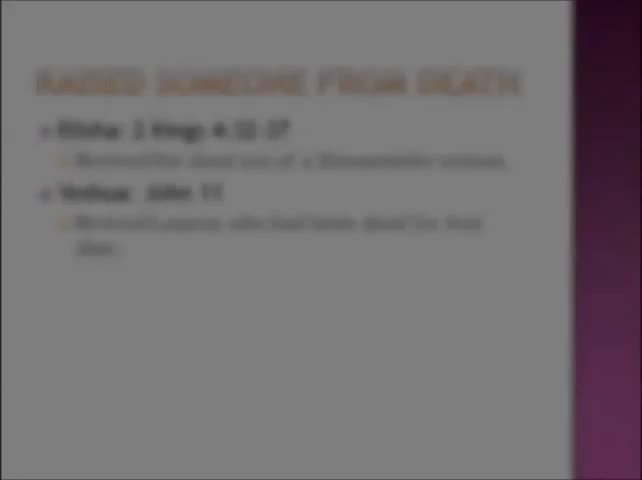 RAISED SOMEONE FROM DEATH
Elisha: 2 Kings 4:32-37
Revived the dead son of a Shunammite woman.
Yeshua: John 11
Revived Lazarus who had been dead for four
days.